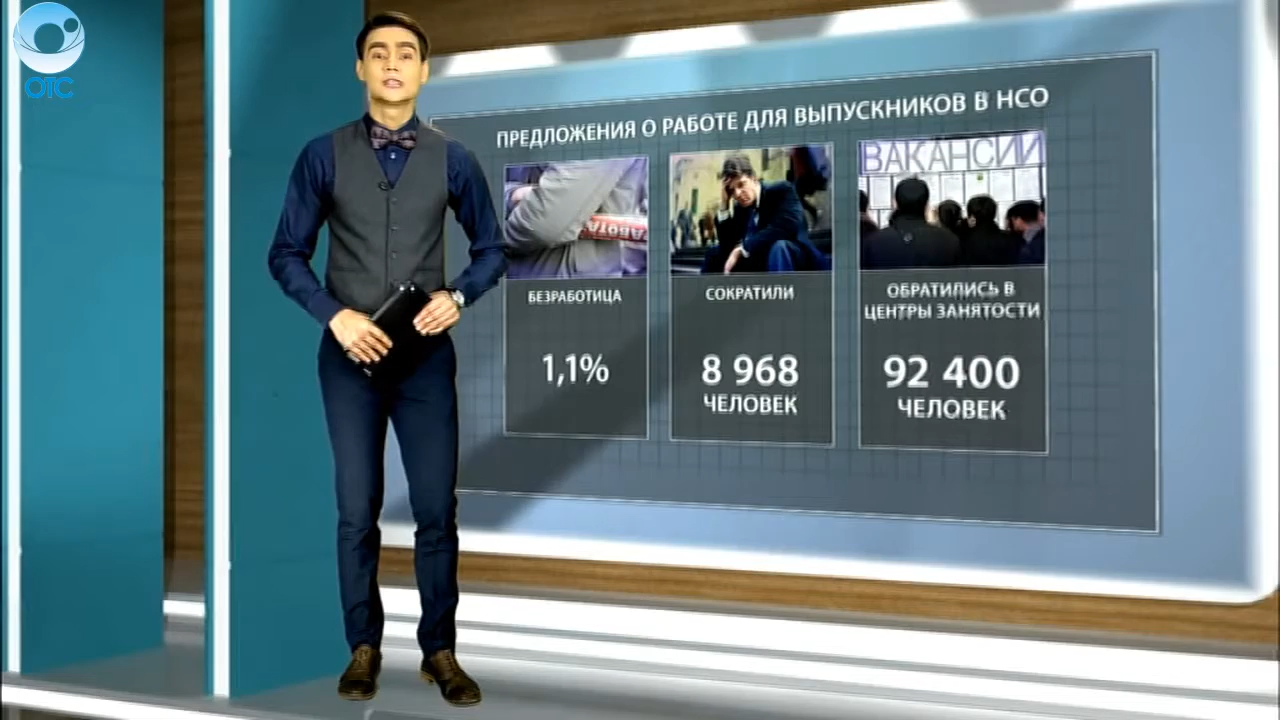 ОТС
ПРЕДЛОЖЕНИЯ О РАБОТЕ ДЛЯ ВЫПУСКНИКОВ В НСО
ВАКАНСИИ
БЕЗРАБОТИЦА
1,1%
СОКРАТИЛИ
8 968
ЧЕЛОВЕК
ОБРАТИЛИСЬ В
ЦЕНТРЫ ЗАНЯТОСТИ
92 400
ЧЕЛОВЕК